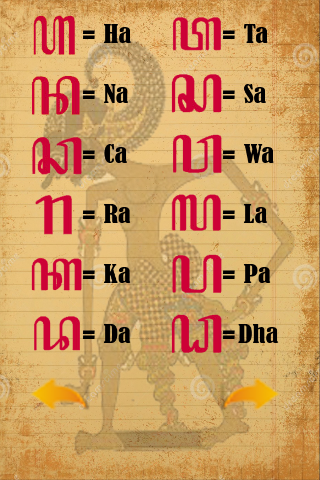 ꦲ = Ha ꦠ = Ta
ꦤ = Na ꦱ = Sa
ꦕ = Ca ꦮ = Wa
ꦫ = Ra ꦭ = La
ꦏ = Ka ꦥ = Pa
ꦢ = Da ꦝ = Dha